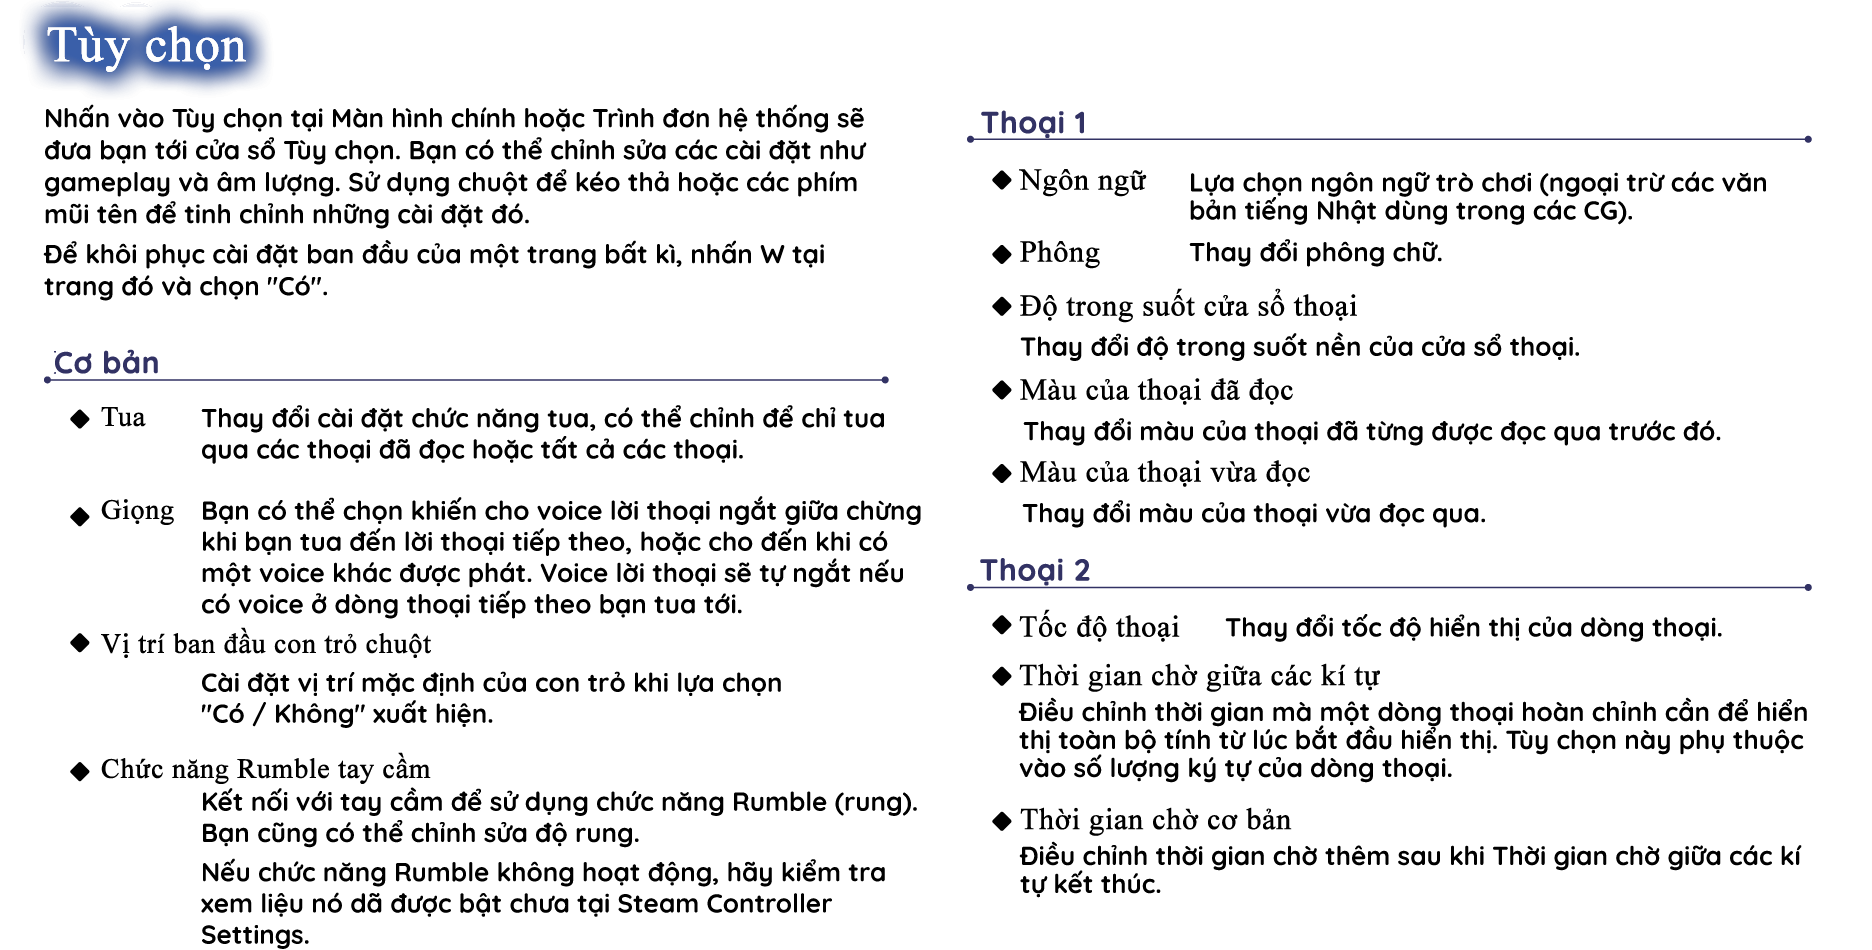 Tùy chọn
Nhấn vào Tùy chọn tại Màn hình chính hoặc Trình đơn hệ thống sẽ
đưa bạn tới cửa sổ Tùy chọn. Bạn có thể chỉnh sửa các cài đặt như
gameplay và âm lượng. Sử dụng chuột để kéo thả hoặc các phím
mũi tên để tinh chỉnh những cài đặt đó.
Để khôi phục cài đặt ban đầu của một trang bất kì, nhấn W tại
trang đó và chọn "Có".
Cơ bản
◆ Tua Thay đổi cài đặt chức năng tua, có thể chỉnh để chỉ tua
qua các thoại đã đọc hoặc tất cả các thoại.
◆ Giọng Bạn có thể chọn khiến cho voice lời thoại ngắt giữa chừng
khi bạn tua đến lời thoại tiếp theo, hoặc cho đến khi có
một voice khác được phát. Voice lời thoại sẽ tự ngắt nếu
có voice ở dòng thoại tiếp theo bạn tua tới.
◆ Vị trí ban đầu con trỏ chuột
Cài đặt vị trí mặc định của con trỏ khi lựa chọn
"Có / Không" xuất hiện.
◆ Chức năng Rumble tay cầm
Kết nối với tay cầm để sử dụng chức năng Rumble (rung).
Bạn cũng có thể chỉnh sửa độ rung.
Nếu chức năng Rumble không hoạt động, hãy kiểm tra
xem liệu nó dã được bật chưa tại Steam Controller
Settings.
Thoại 1
◆ Ngôn ngữ Lựa chọn ngôn ngữ trò chơi (ngoại trừ các văn
bản tiếng Nhật dùng trong các CG).
◆ Phông Thay đổi phông chữ.
◆ Độ trong suốt cửa sổ thoại
Thay đổi độ trong suốt nền của cửa sổ thoại.
◆ Màu của thoại đã đọc
Thay đổi màu của thoại đã từng được đọc qua trước đó.
◆ Màu của thoại vừa đọc
Thay đổi màu của thoại vừa đọc qua.
Thoại 2
◆ Tốc độ thoại Thay đổi tốc độ hiển thị của dòng thoại.
◆ Thời gian chờ giữa các kí tự
Điều chỉnh thời gian mà một dòng thoại hoàn chỉnh cần để hiển
thị toàn bộ tính từ lúc bắt đầu hiển thị. Tùy chọn này phụ thuộc
vào số lượng ký tự của dòng thoại.
◆ Thời gian chờ cơ bản
Điều chỉnh thời gian chờ thêm sau khi Thời gian chờ giữa các kí
tự kết thúc.